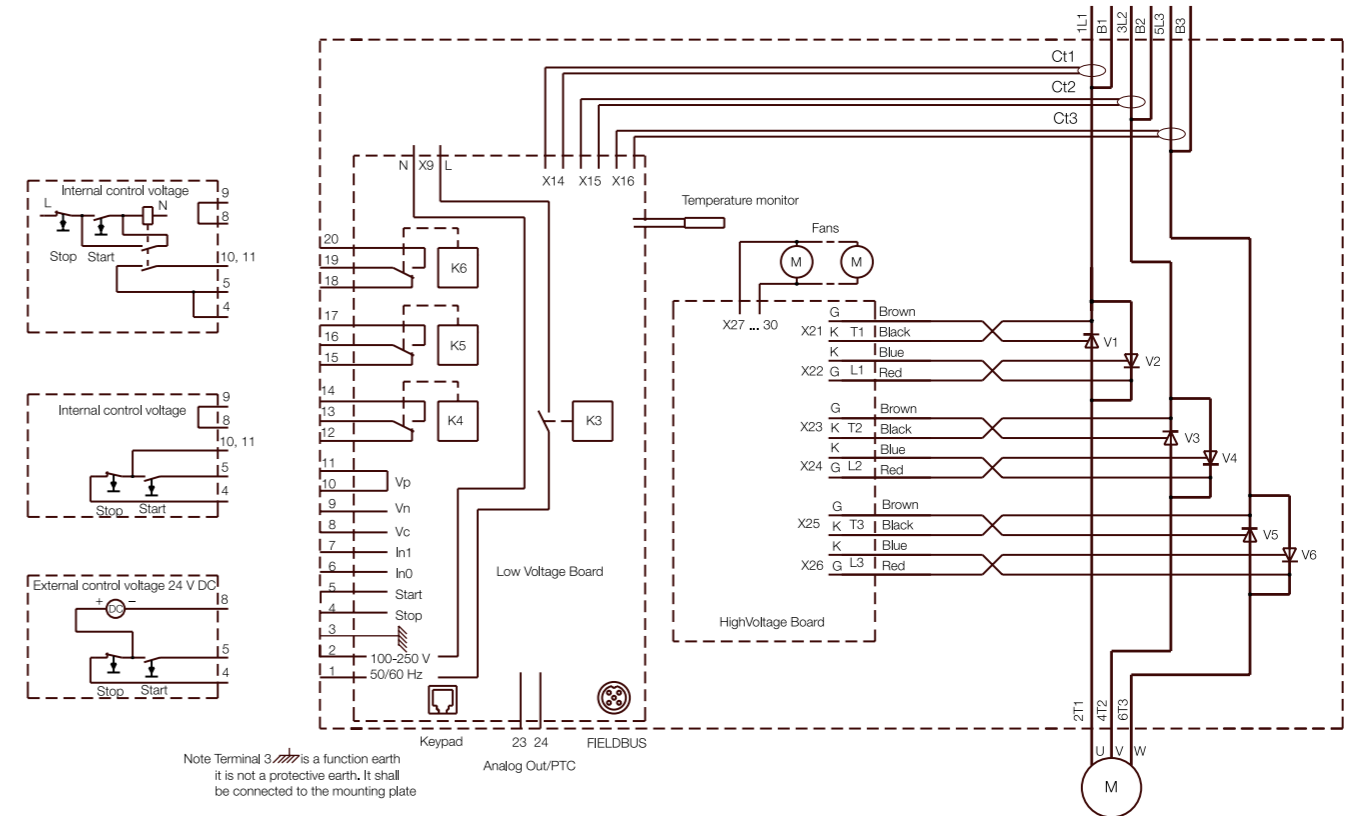 1L1 B1 3L2 B2 5L3 B3
Ct1
Ct2
Ct3
N X9 L
X14 X15 X16
Internal control voltage
L N
Stop Start
9
8
10, 11
5
4
Temperature monitor
Fans
M M
X27 ... 30
20
19
18
K6
17
16
15
K5
14
13
12
K4
K3
11
10 Vp
9 Vn
8 Vc
7 In1
6 In0
5 Start
4 Stop
3
2 100-250 V
1 50/60 Hz
Low Voltage Board
G Brown
X21 K T1 Black
K Blue
X22 G L1 Red
V1
V2
G Brown
X23 K T2 Black
K Blue
X24 G L2 Red
V3
V4
G Brown
X25 K T3 Black
K Blue
X26 G L3 Red
V5
V6
HighVoltage Board
Internal control voltage
9
8
10, 11
5
4
Stop Start
External control voltage 24 V DC
+ DC –
8
5
4
Stop Start
Keypad
23 24
Analog Out/PTC
FIELDBUS
2T1 4T2 6T3
U V W
M
Note Terminal 3 is a function earth
it is not a protective earth. It shall
be connected to the mounting plate